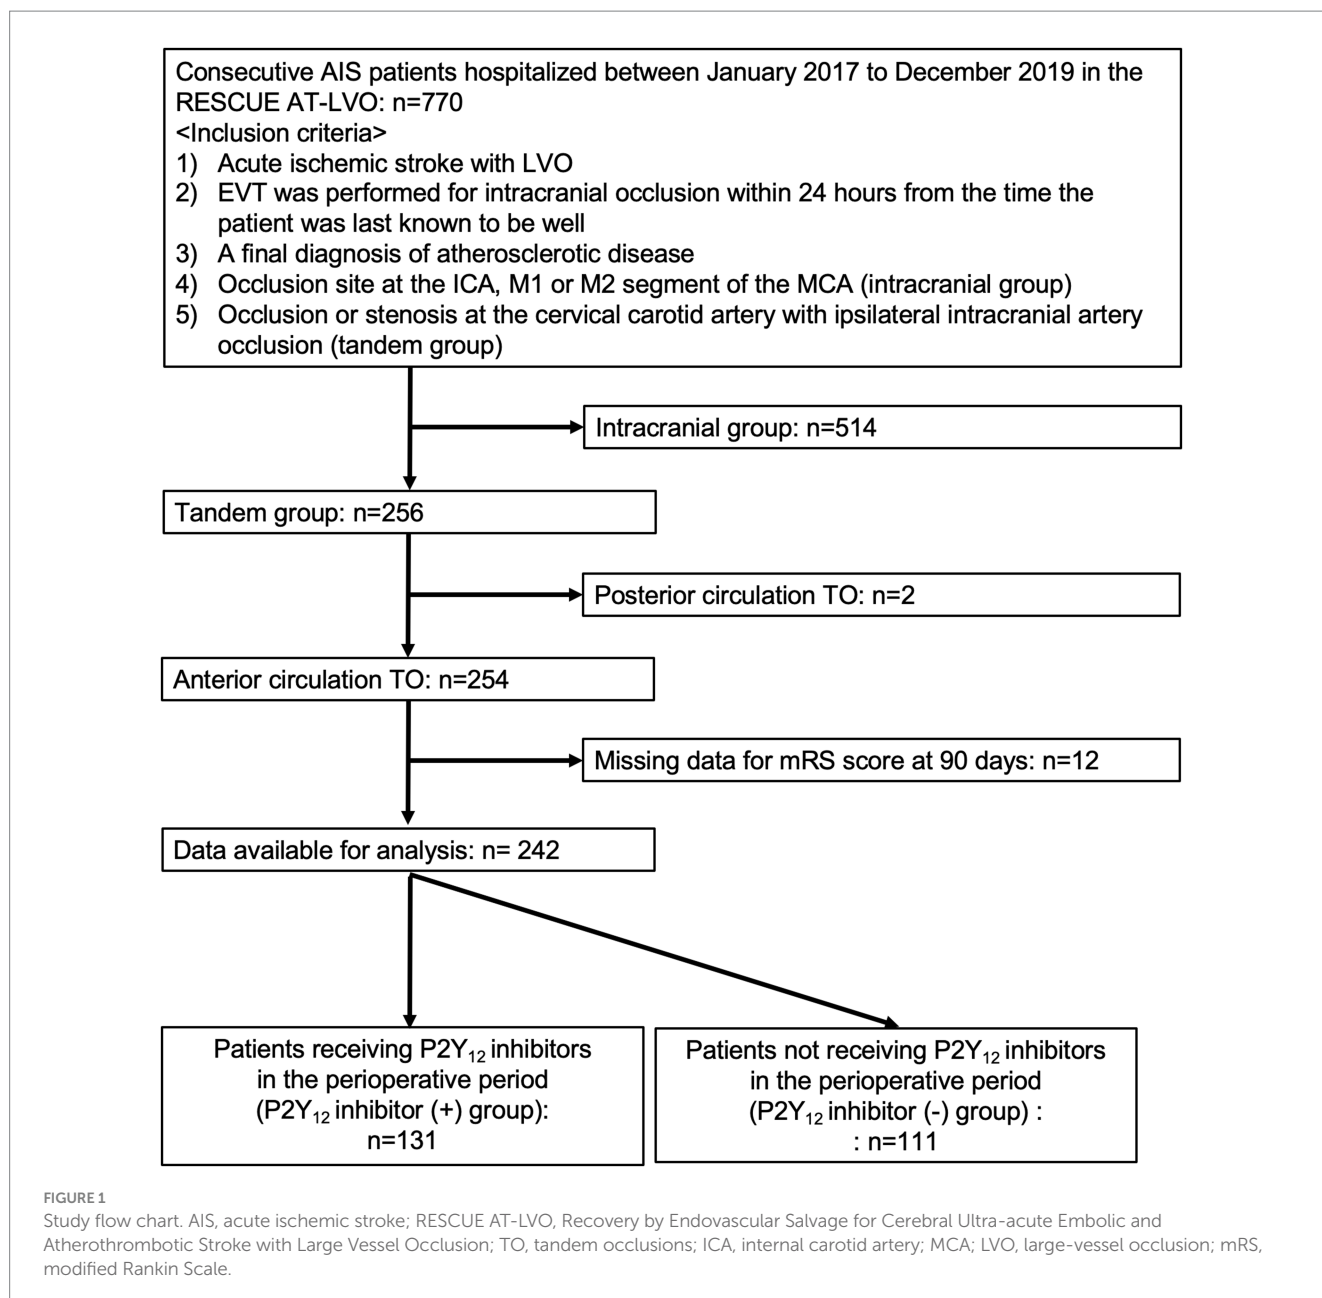 Consecutive AIS patients hospitalized between January 2017 to December 2019 in the
RESCUE AT-LVO: n=770
<Inclusion criteria>
1) Acute ischemic stroke with LVO
2) EVT was performed for intracranial occlusion within 24 hours from the time the
patient was last known to be well
3) A final diagnosis of atherosclerotic disease
4) Occlusion site at the ICA, M1 or M2 segment of the MCA (intracranial group)
5) Occlusion or stenosis at the cervical carotid artery with ipsilateral intracranial artery
occlusion (tandem group)
Intracranial group: n=514
Tandem group: n=256
Posterior circulation TO: n=2
Anterior circulation TO: n=254
Missing data for mRS score at 90 days: n=12
Data available for analysis: n= 242
Patients receiving P2Y₁₂ inhibitors
in the perioperative period
(P2Y₁₂ inhibitor (+) group):
n=131
Patients not receiving P2Y₁₂ inhibitors
in the perioperative period
(P2Y₁₂ inhibitor (-) group) :
: n=111
FIGURE 1
Study flow chart. AIS, acute ischemic stroke; RESCUE AT-LVO, Recovery by Endovascular Salvage for Cerebral Ultra-acute Embolic and
Atherothrombotic Stroke with Large Vessel Occlusion; TO, tandem occlusions; ICA, internal carotid artery; MCA; LVO, large-vessel occlusion; mRS,
modified Rankin Scale.